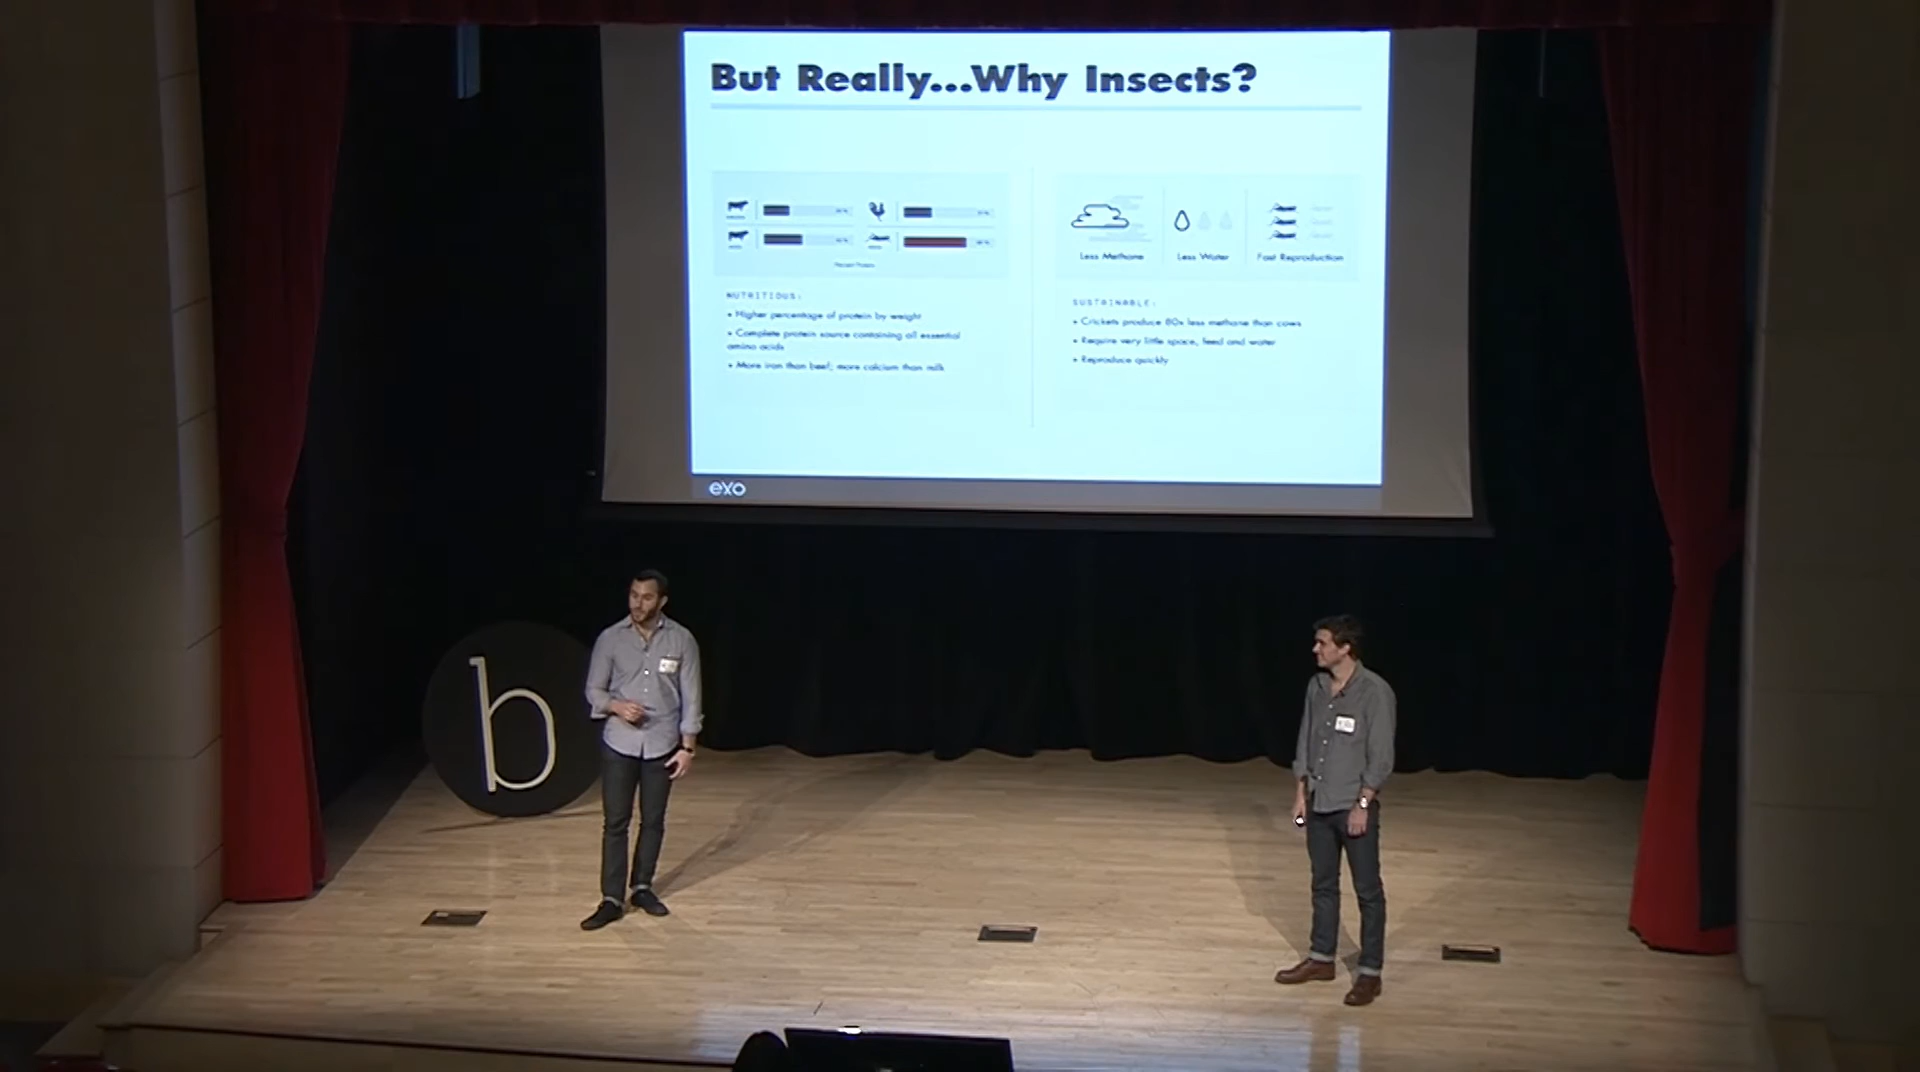 But Really...Why Insects?
Less Methane
Less Water
Fast Reproduction
Percent Protein
NUTRITIOUS:
• Higher percentage of protein by weight
• Complete protein source containing all essential
amino acids
• More iron than beef; more calcium than milk
SUSTAINABLE:
• Crickets produce 80x less methane than cows
• Require very little space, feed and water
• Reproduce quickly
exo
b